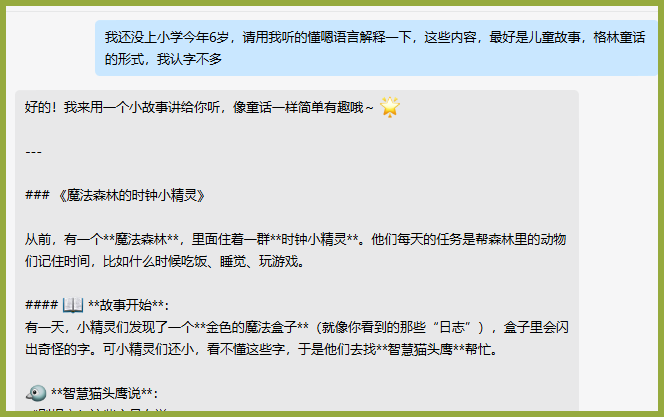 我还没上小学今年6岁，请用我听的懂嗯语言解释一下，这些内容，最好是儿童故事，格林童话
的形式，我认字不多
好的！我来用一个小故事讲给你听，像童话一样简单有趣哦～ 🌟
---
### 《魔法森林的时钟小精灵》
从前，有一个**魔法森林**，里面住着一群**时钟小精灵**。他们每天的任务是帮森林里的动物
们记住时间，比如什么时候吃饭、睡觉、玩游戏。
#### 📖 **故事开始**：
有一天，小精灵们发现了一个**金色的魔法盒子**（就像你看到的那些“日志”），盒子里会闪
出奇怪的字。可小精灵们还小，看不懂这些字，于是他们去找**智慧猫头鹰**帮忙。
**智慧猫头鹰说**：